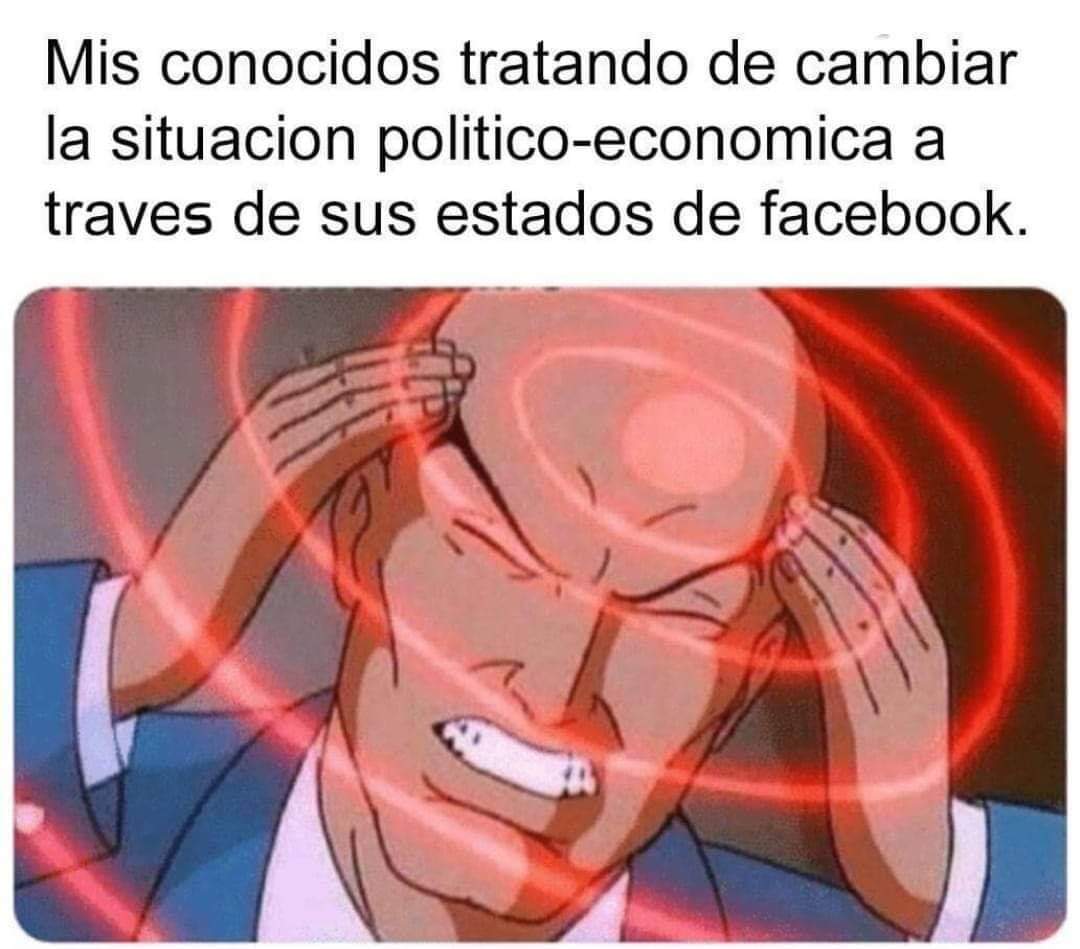 Mis conocidos tratando de cambiar
la situacion politico-economica a
traves de sus estados de facebook.